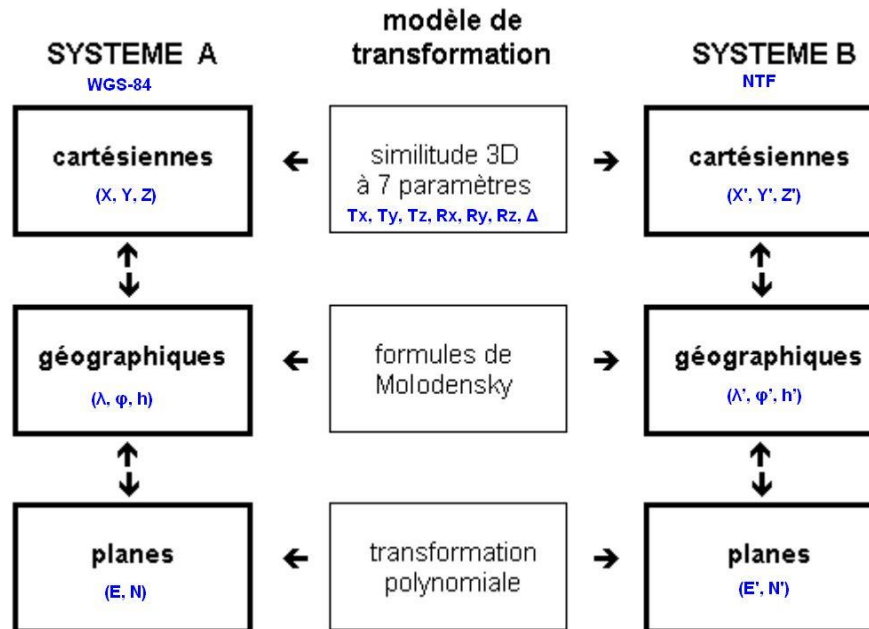 modèle de
transformation
SYSTEME A
WGS-84
SYSTEME B
NTF
cartésiennes
(X, Y, Z)
similitude 3D
à 7 paramètres
Tx, Ty, Tz, Rx, Ry, Rz, Δ
cartésiennes
(X', Y', Z')
géographiques
(λ, φ, h)
formules de
Molodensky
géographiques
(λ', φ', h')
planes
(E, N)
transformation
polynomiale
planes
(E', N')